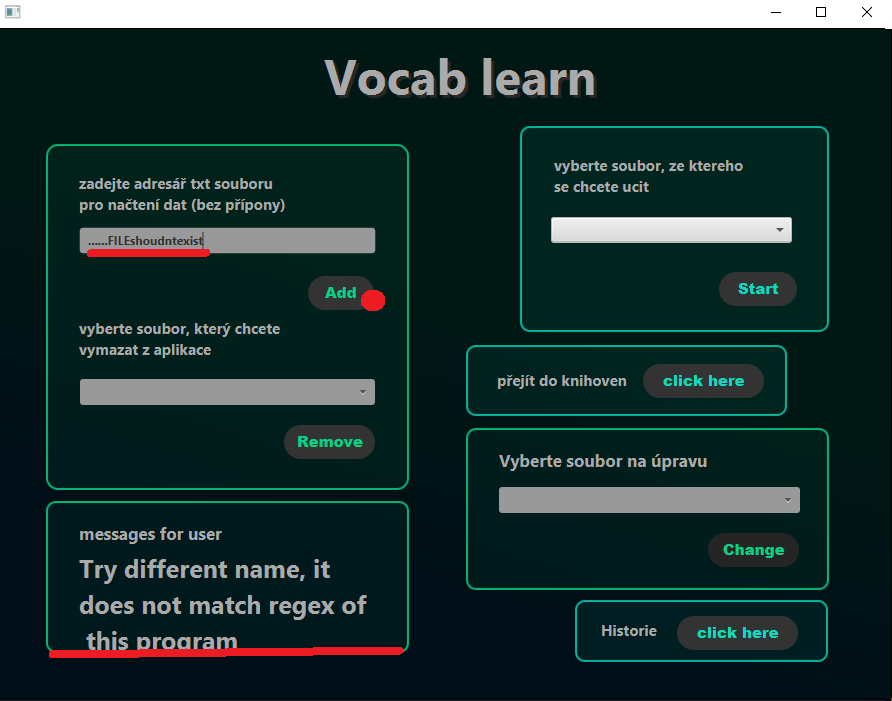 Vocab learn
zadejte adresář txt souboru
pro načtení dat (bez přípony)
......FILEshoudntexist
Add
vyberte soubor, který chcete
vymazat z aplikace
Remove
messages for user
Try different name, it
does not match regex of
this program
vyberte soubor, ze ktereho
se chcete ucit
Start
přejít do knihoven
click here
Vyberte soubor na úpravu
Change
Historie
click here